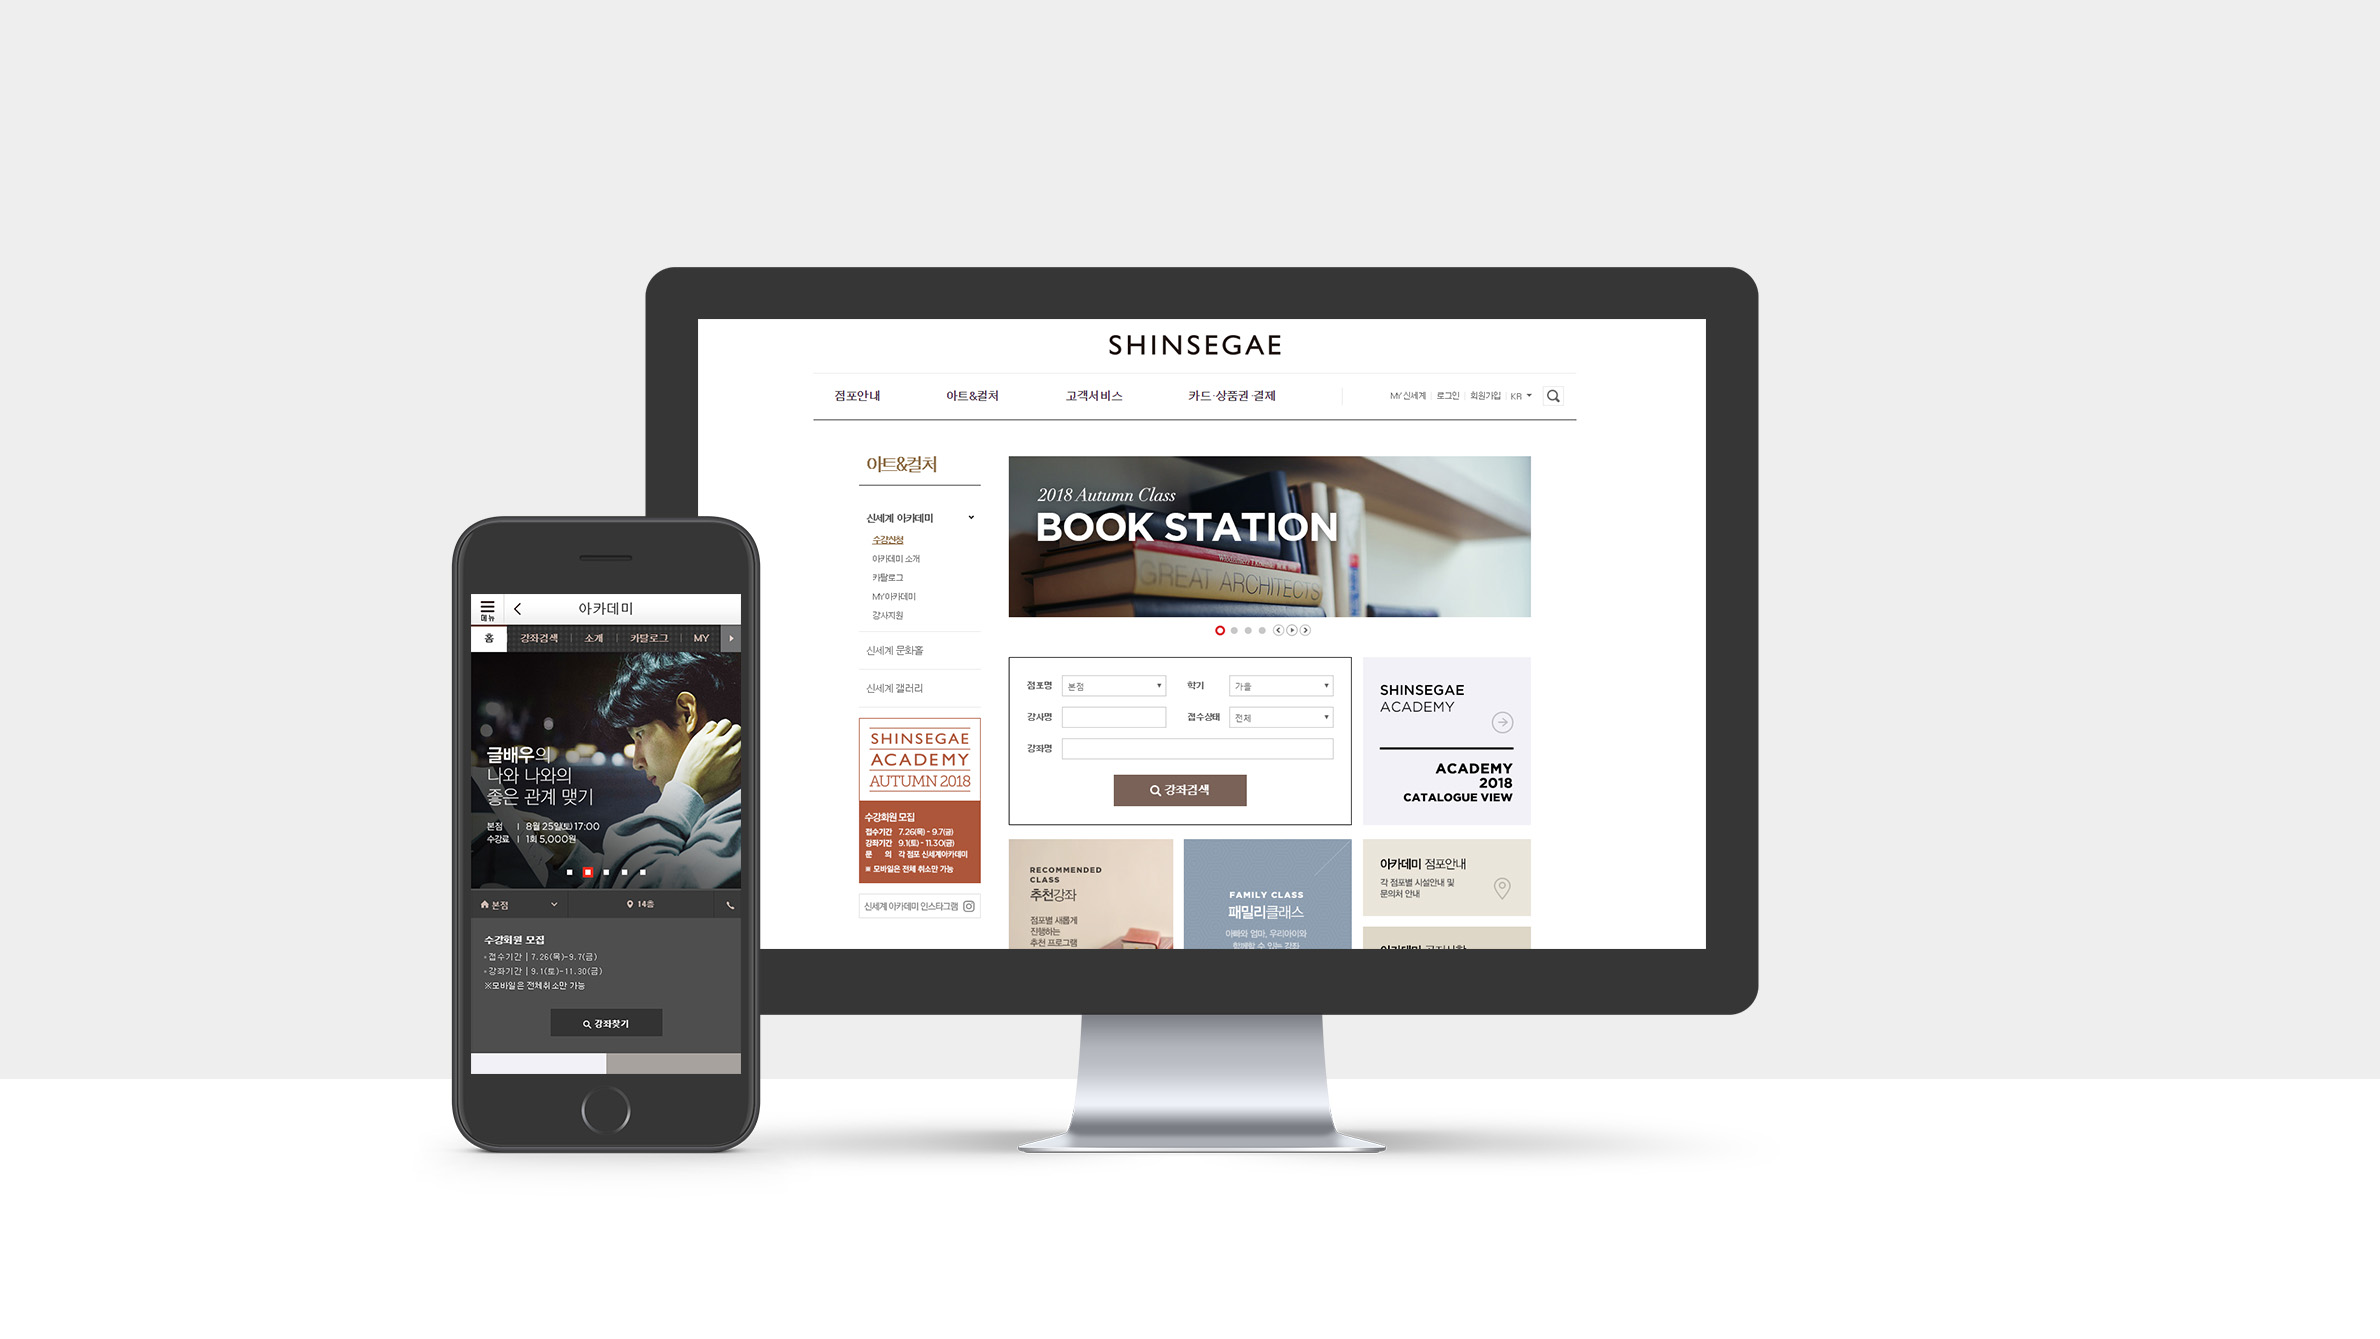 SHINSEGAE
점포안내
아트&컬처
고객서비스
카드·상품권·결제
MY신세계
로그인
회원가입
KR
아트&컬처
신세계 아카데미
수강신청
아카데미 소개
카탈로그
MY아카데미
강사지원
신세계 문화홀
신세계 갤러리
SHINSEGAE
ACADEMY
AUTUMN 2018
수강회원 모집
접수기간 7.26(목) - 9.7(금)
강좌기간 9.1(토) - 11.30(금)
문 의 각 점포 신세계아카데미
※ 모바일은 전체 취소만 가능
신세계 아카데미 인스타그램
2018 Autumn Class
BOOK STATION
GREAT ARCHITECTS
점포명 본점
학기 가을
강사명
접수상태 전체
강좌명
강좌검색
SHINSEGAE
ACADEMY
ACADEMY
2018
CATALOGUE VIEW
RECOMMENDED
CLASS
추천강좌
점포별 새롭게
진행하는
추천 프로그램
FAMILY CLASS
패밀리클래스
아빠와 엄마, 우리아이와
함께할 수 있는 강좌
아카데미 점포안내
각 점포별 시설안내 및
문의처 안내
아카데미 공지사항
메뉴
아카데미
홈
강좌검색
소개
카탈로그
MY
글배우의
나와 나와의
좋은 관계 맺기
본점 | 8월 25일(토) 17:00
수강료 | 1회 5,000원
본점
14층
수강회원 모집
접수기간 | 7.26(목)-9.7(금)
강좌기간 | 9.1(토)-11.30(금)
※모바일은 전체취소만 가능
강좌찾기